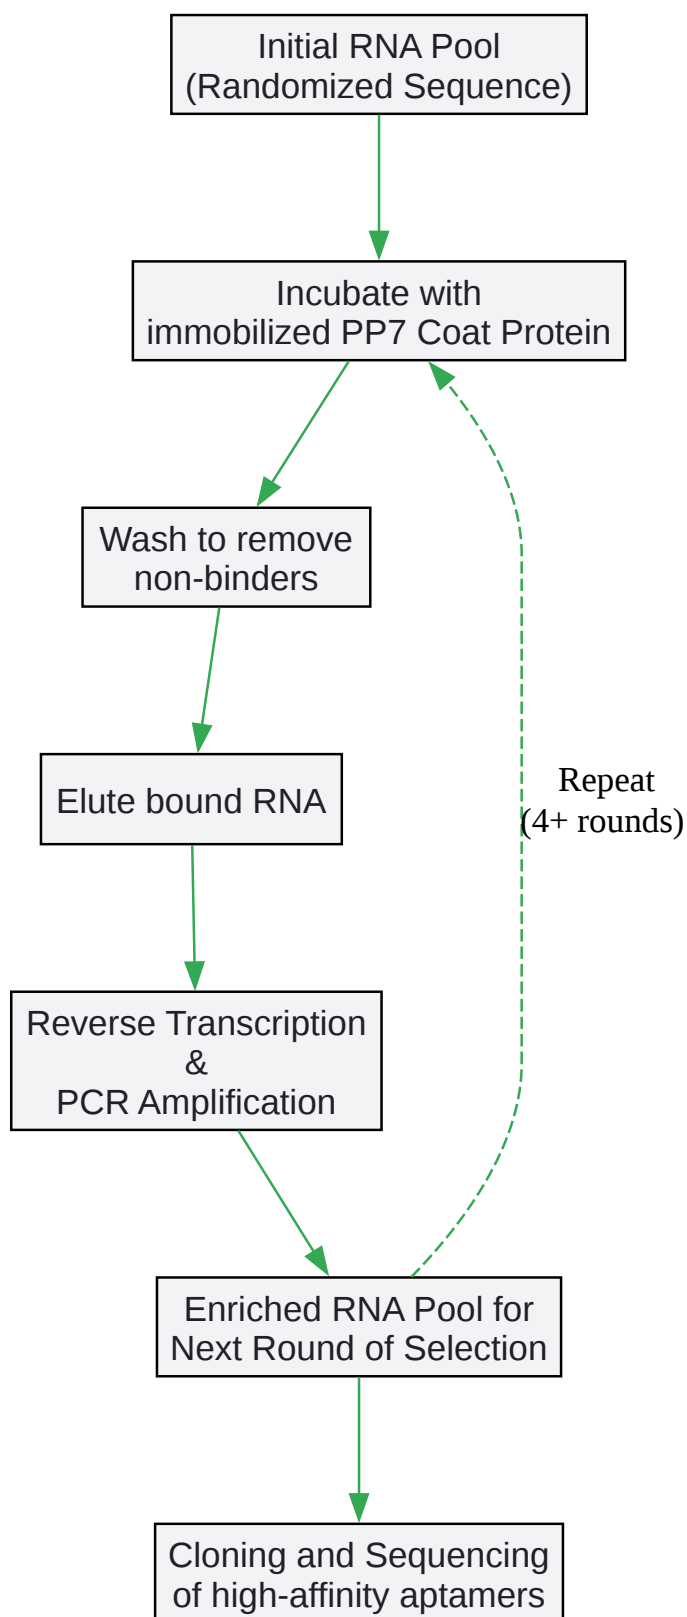 Initial RNA Pool
(Randomized Sequence)
Incubate with
immobilized PP7 Coat Protein
Wash to remove
non-binders
Elute bound RNA
Repeat
(4+ rounds)
Reverse Transcription
&
PCR Amplification
Enriched RNA Pool for
Next Round of Selection
Cloning and Sequencing
of high-affinity aptamers